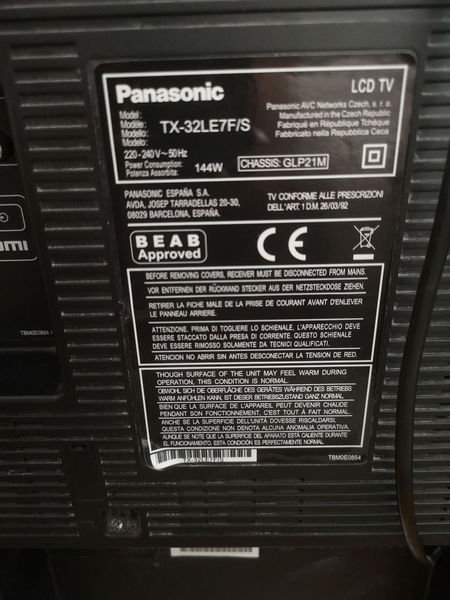 Panasonic
LCD TV
Model:
Modell:
Modèle:
Modello:
Modelo:
TX-32LE7F/S
Panasonic AVC Networks Czech, s. r. o.
Manufactured in the Czech Republic
Fabriqué en République Tchèque
Fabbricato nella Repubblica Ceca
220-240V~50Hz
Power Consumption:
Potenza Assorbita:
144W
CHASSIS: GLP21M
PANASONIC ESPAÑA S.A.
AVDA, JOSEP TARRADELLAS 20-30,
08029 BARCELONA, ESPAÑA.
TV CONFORME ALLE PRESCRIZIONI
DELL'ART. 1 D.M. 26/03/92
BEAB
Approved
CE
BEFORE REMOVING COVERS, RECEIVER MUST BE DISCONNECTED FROM MAINS.
VOR ENTFERNEN DER RÜCKWAND STECKER AUS DER NETZSTECKDOSE ZIEHEN.
RETIRER LA FICHE MALE DE LA PRISE DE COURANT AVANT D'ENLEVER
LE PANNEAU ARRIERE.
ATTENZIONE. PRIMA DI TOGLIERE LO SCHIENALE, L'APPARECCHIO DEVE
ESSERE STACCATO DALLA PRESA DI CORRENTE. QUESTO SCHIENALE
DEVE ESSERE RIMOSSO SOLAMENTE DA TECNICI QUALIFICATI.
ATENCION NO ABRIR SIN ANTES DESCONECTAR LA TENSION DE RED.
THOUGH SURFACE OF THE UNIT MAY FEEL WARM DURING
OPERATION, THIS CONDITION IS NORMAL.
OBWOHL SICH DIE OBERFLÄCHE DES GERÄTES WÄHREND DES BETRIEBS
WARM ANFÜHLEN KANN, IST DIESER BETRIEBSZUSTAND GANZ NORMAL.
BIEN QUE LA SURFACE DE L'APPAREIL PEUT DEVENIR CHAUDE
PENDANT SON FONCTIONNEMENT, C'EST TOUT À FAIT NORMAL.
ANCHE SE LA SUPERFICIE DELL'UNITÀ DOVESSE RISCALDARSI
QUESTA CONDIZIONE NON DENOTA ALCUNA ANOMALIA OPERATIVA
AUNQUE SE NOTE QUE LA SUPERFICIE DEL APARATO ESTA CALIENTE DURANTE
EL FUNCIONAMIENTO, ESTA CONDICIÓN ES PERFECTAMENTE NORMAL.
TX-32LE7F/S
TBM0E0854
TBM0E0854 1